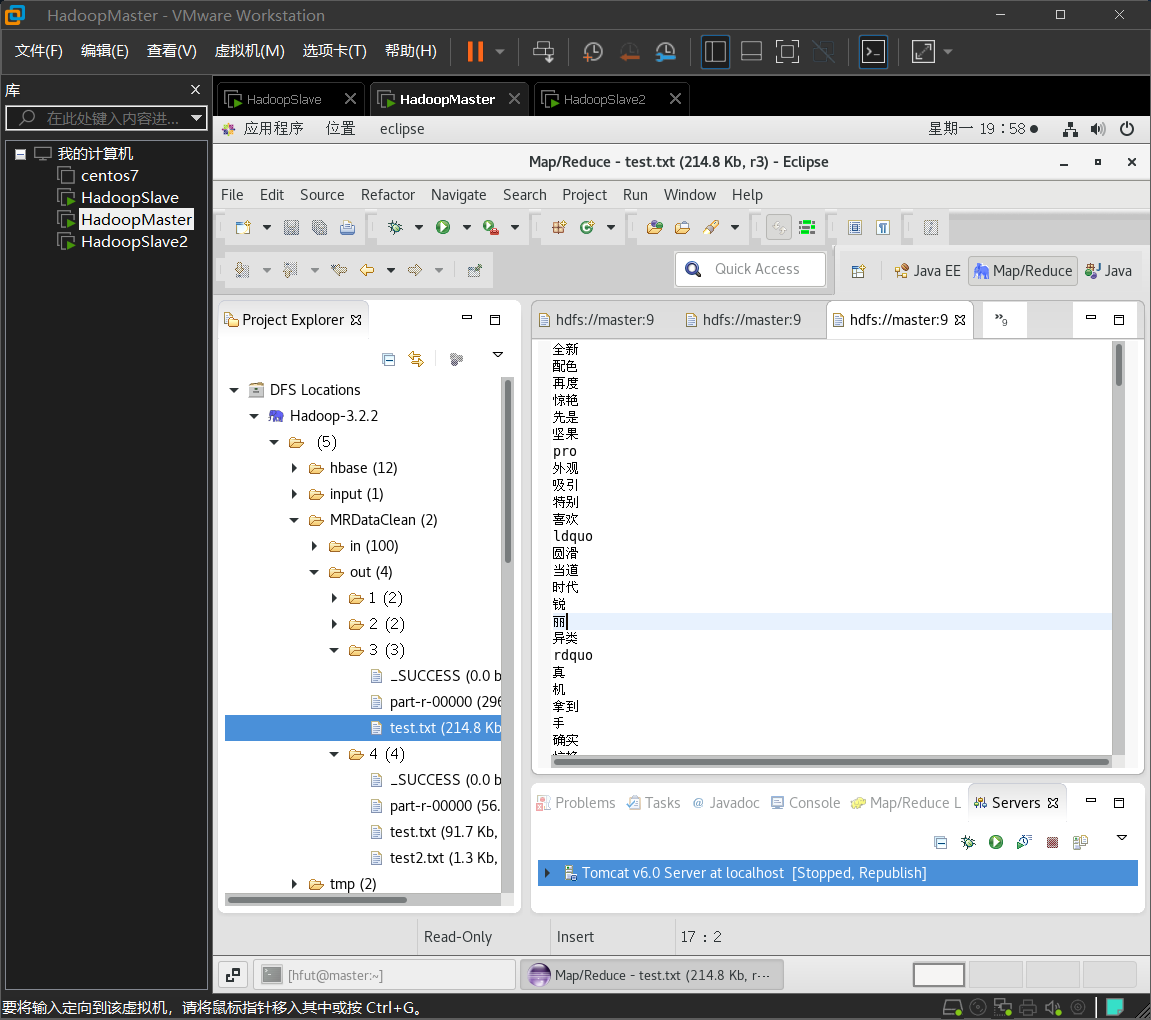 HadoopMaster - VMware Workstation
文件(F) 编辑(E) 查看(V) 虚拟机(M) 选项卡(T) 帮助(H)
库
在此处键入内容进...
我的计算机
centos7
HadoopSlave
HadoopMaster
HadoopSlave2
HadoopSlave HadoopMaster HadoopSlave2
应用程序 位置 eclipse 星期一 19:58
Map/Reduce - test.txt (214.8 Kb, r3) - Eclipse
File Edit Source Refactor Navigate Search Project Run Window Help
Quick Access Java EE Map/Reduce Java
Project Explorer
DFS Locations
Hadoop-3.2.2
(5)
hbase (12)
input (1)
MRDataClean (2)
in (100)
out (4)
1 (2)
2 (2)
3 (3)
_SUCCESS (0.0 b
part-r-00000 (296
test.txt (214.8 Kb
4 (4)
_SUCCESS (0.0 b
part-r-00000 (56.
test.txt (91.7 Kb,
test2.txt (1.3 Kb,
tmp (2)
hdfs://master:9 hdfs://master:9 hdfs://master:9 »9
全新
配色
再度
惊艳
先是
坚果
pro
外观
吸引
特别
喜欢
ldquo
圆滑
当道
时代
锐
丽
异类
rdquo
真
机
拿到
手
确实
Problems Tasks @ Javadoc Console Map/Reduce L Servers
Tomcat v6.0 Server at localhost [Stopped, Republish]
Read-Only Insert 17 : 2
[hfut@master:~] Map/Reduce - test.txt (214.8 Kb, r···
要将输入定向到该虚拟机，请将鼠标指针移入其中或按 Ctrl+G。